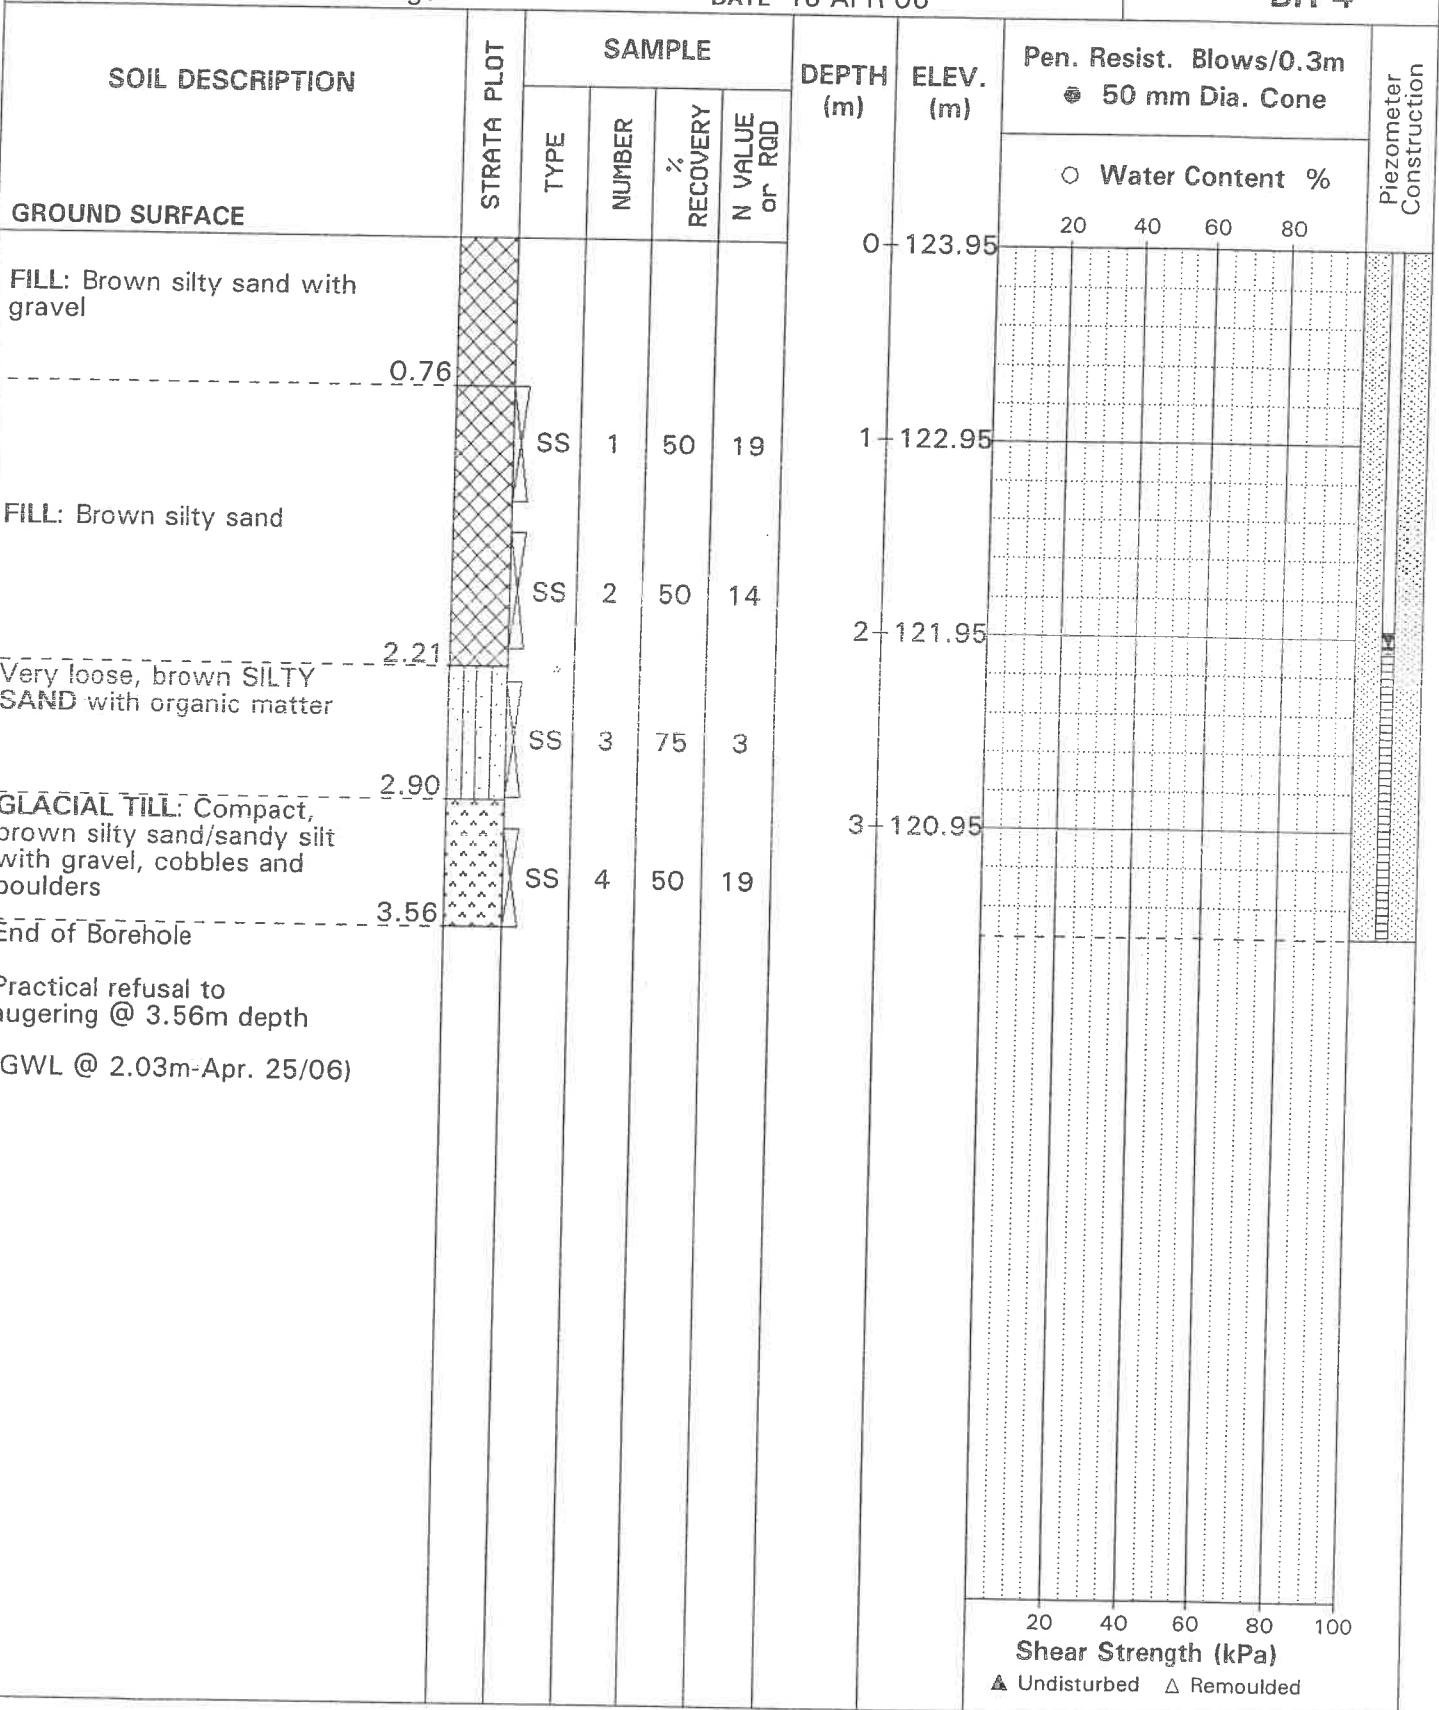 DATE 18 APR 06
BH 4
SOIL DESCRIPTION
GROUND SURFACE
STRATA PLOT
SAMPLE
TYPE
NUMBER
%
RECOVERY
N VALUE
or RQD
DEPTH
(m)
ELEV.
(m)
Pen. Resist. Blows/0.3m
50 mm Dia. Cone
Water Content %
20 40 60 80
Piezometer
Construction
0 123.95
FILL: Brown silty sand with
gravel
0.76
SS 1 50 19
1 122.95
FILL: Brown silty sand
SS 2 50 14
2 121.95
2.21
Very loose, brown SILTY
SAND with organic matter
SS 3 75 3
2.90
GLACIAL TILL: Compact,
brown silty sand/sandy silt
with gravel, cobbles and
boulders
3 120.95
SS 4 50 19
3.56
End of Borehole
Practical refusal to
augering @ 3.56m depth
GWL @ 2.03m-Apr. 25/06)
20 40 60 80 100
Shear Strength (kPa)
▲ Undisturbed △ Remoulded